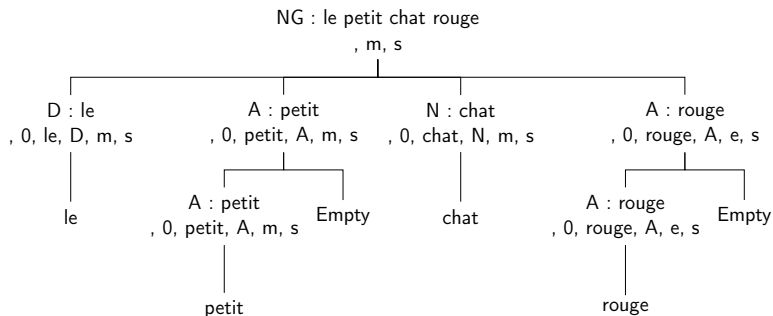 NG : le petit chat rouge
, m, s
D : le
, 0, le, D, m, s
A : petit
, 0, petit, A, m, s
N : chat
, 0, chat, N, m, s
A : rouge
, 0, rouge, A, e, s
le
A : petit
, 0, petit, A, m, s
Empty
chat
A : rouge
, 0, rouge, A, e, s
Empty
petit
rouge